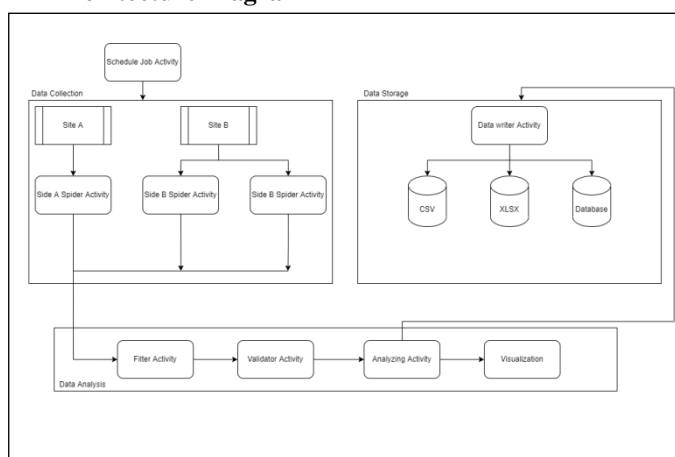 Schedule Job Activity
Data Collection
Site A
Site B
Side A Spider Activity
Side B Spider Activity
Side B Spider Activity
Data Storage
Data writer Activity
CSV
XLSX
Database
Filter Activity
Validator Activity
Analyzing Activity
Visualization
Data Analysis